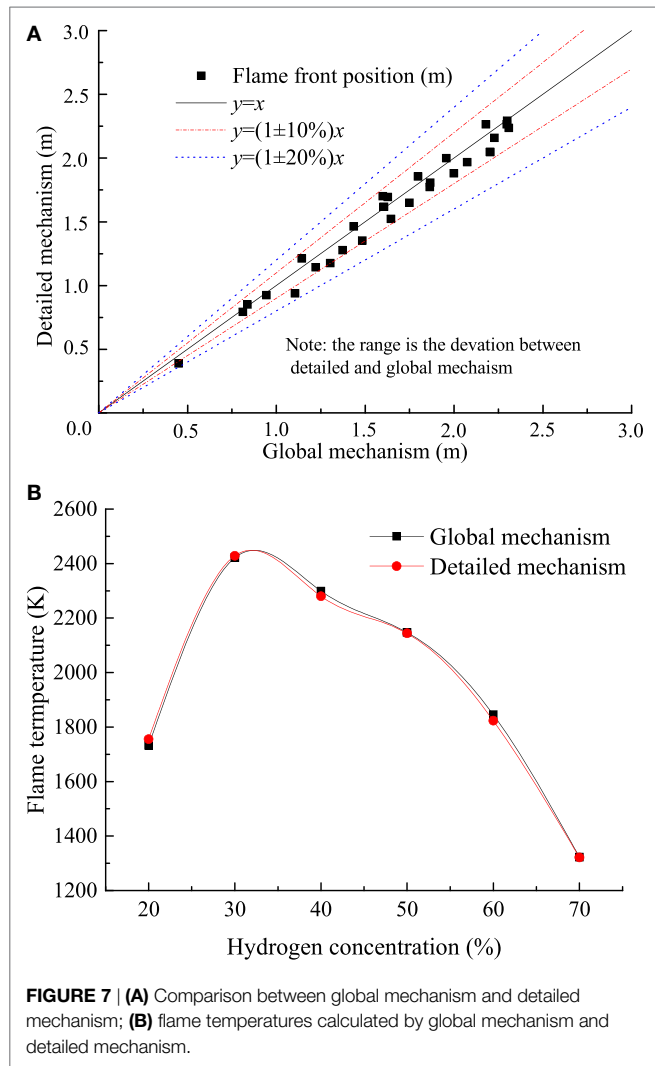 A
3.0
2.5
2.0
1.5
1.0
0.5
0.0
Detailed mechanism (m)
Flame front position (m)
y=x
y=(1±10%)x
y=(1±20%)x
Note: the range is the devation between
detailed and global mechaism
0.5 1.0 1.5 2.0 2.5 3.0
Global mechanism (m)
B
2600
2400
2200
2000
1800
1600
1400
1200
Flame termperature (K)
Global mechanism
Detailed mechanism
20 30 40 50 60 70
Hydrogen concentration (%)
FIGURE 7 | (A) Comparison between global mechanism and detailed
mechanism; (B) flame temperatures calculated by global mechanism and
detailed mechanism.